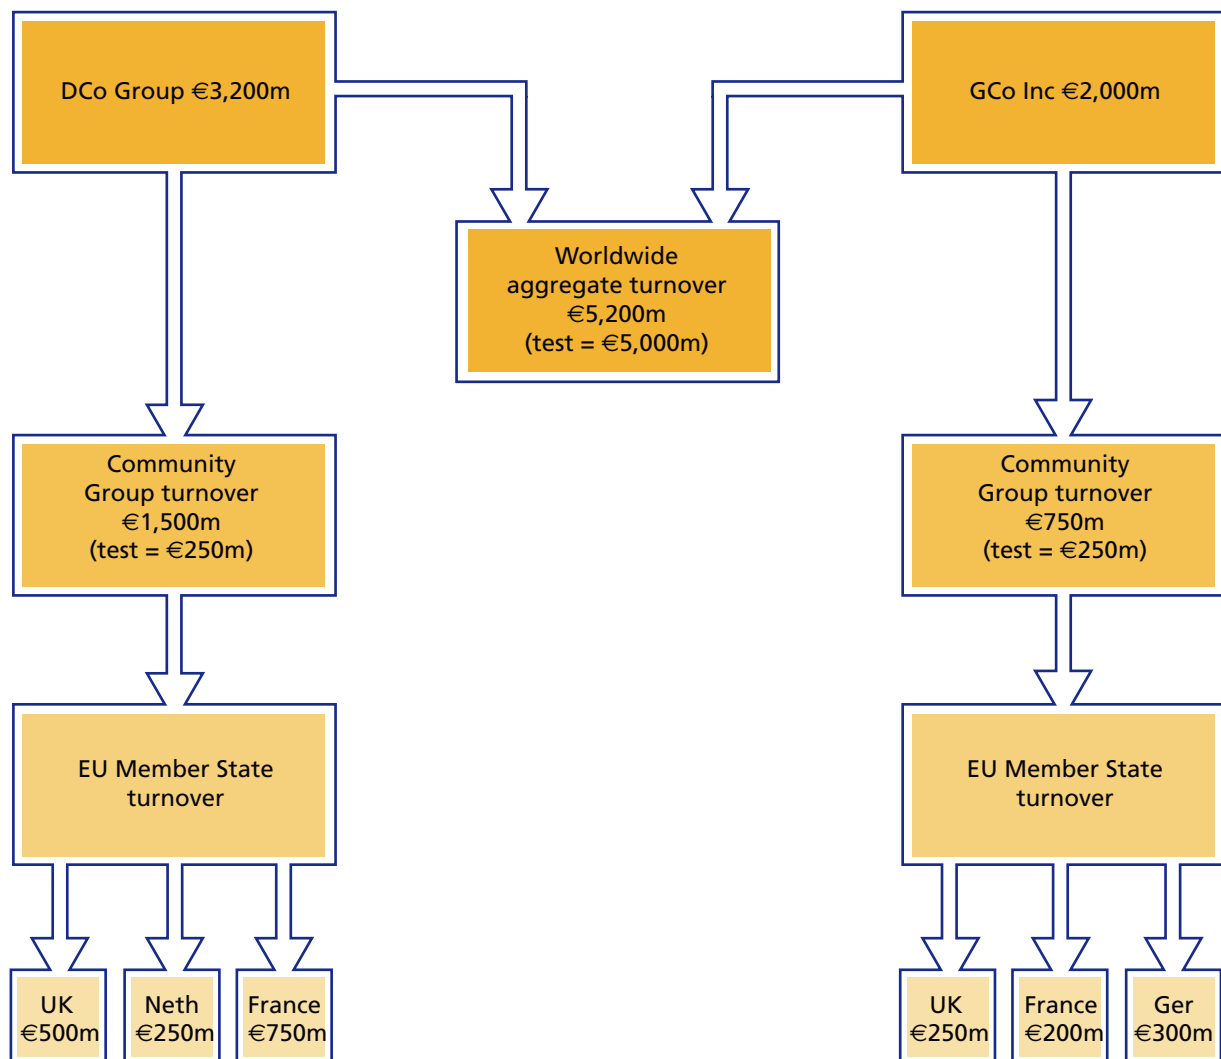 DCo Group €3,200m
GCo Inc €2,000m
Worldwide
aggregate turnover
€5,200m
(test = €5,000m)
Community
Group turnover
€1,500m
(test = €250m)
Community
Group turnover
€750m
(test = €250m)
EU Member State
turnover
EU Member State
turnover
UK
€500m
Neth
€250m
France
€750m
UK
€250m
France
€200m
Ger
€300m